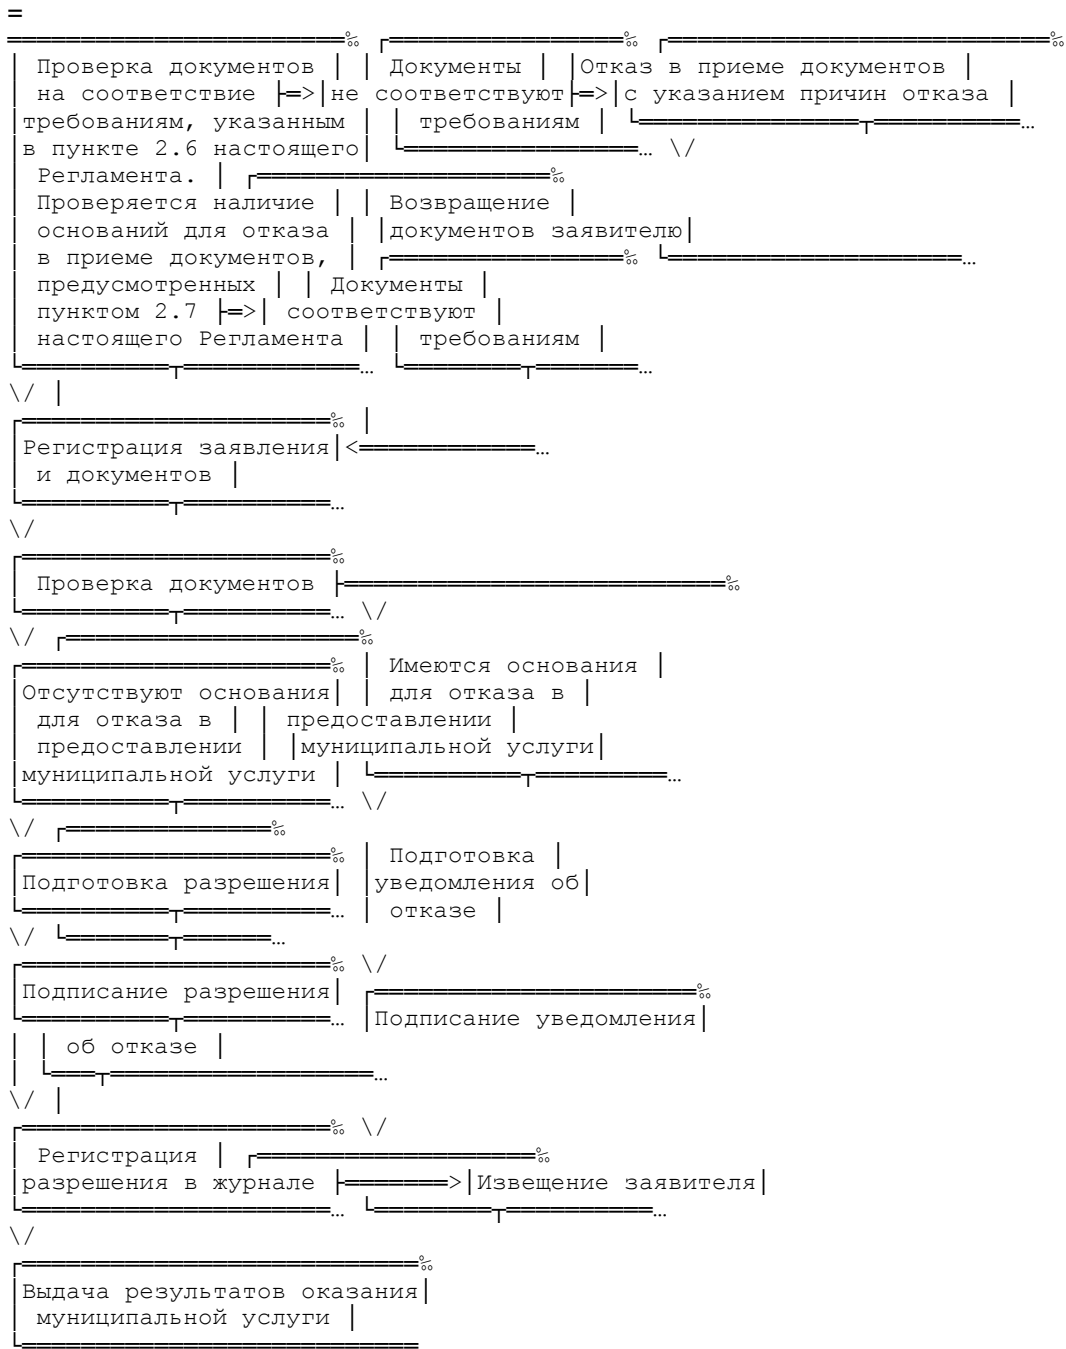 =
═══════════════════════‰ ┌════════════════‰ ┌══════════════════════════‰
│ Проверка документов │ │ Документы │ │Отказ в приеме документов │
│ на соответствие ├═>│не соответствуют├═>│с указанием причин отказа │
│требованиям, указанным │ │ требованиям │ └═══════════════┬══════════…
│в пункте 2.6 настоящего│ └════════════════… \/
│ Регламента. │ ┌════════════════════‰
│ Проверяется наличие │ │ Возвращение │
│ оснований для отказа │ │документов заявителю│
│ в приеме документов, │ ┌════════════════‰ └════════════════════…
│ предусмотренных │ │ Документы │
│ пунктом 2.7 ├═>│ соответствуют │
│ настоящего Регламента │ │ требованиям │
└══════════┬════════════… └════════┬═══════…
\/ │
┌═════════════════════‰ │
│Регистрация заявления│<════════════…
│ и документов │
└══════════┬══════════…
\/
┌═════════════════════‰
│ Проверка документов ├══════════════════════════‰
└══════════┬══════════… \/
\/ ┌════════════════════‰
┌═════════════════════‰ │ Имеются основания │
│Отсутствуют основания│ │ для отказа в │
│ для отказа в │ │ предоставлении │
│ предоставлении │ │муниципальной услуги│
│муниципальной услуги │ └══════════┬═════════…
└══════════┬══════════… \/
\/ ┌══════════════‰
┌═════════════════════‰ │ Подготовка │
│Подготовка разрешения│ │уведомления об│
└══════════┬══════════… │ отказе │
\/ └═══════┬══════…
┌═════════════════════‰ \/
│Подписание разрешения│ ┌══════════════════════‰
└══════════┬══════════… │Подписание уведомления│
│ │ об отказе │
│ └═══┬══════════════════…
\/ │
┌═════════════════════‰ \/
│ Регистрация │ ┌═══════════════════‰
│разрешения в журнале ├═══════>│Извещение заявителя│
└═════════════════════… └════════┬══════════…
\/
┌═══════════════════════════‰
│Выдача результатов оказания│
│ муниципальной услуги │
└═══════════════════════════